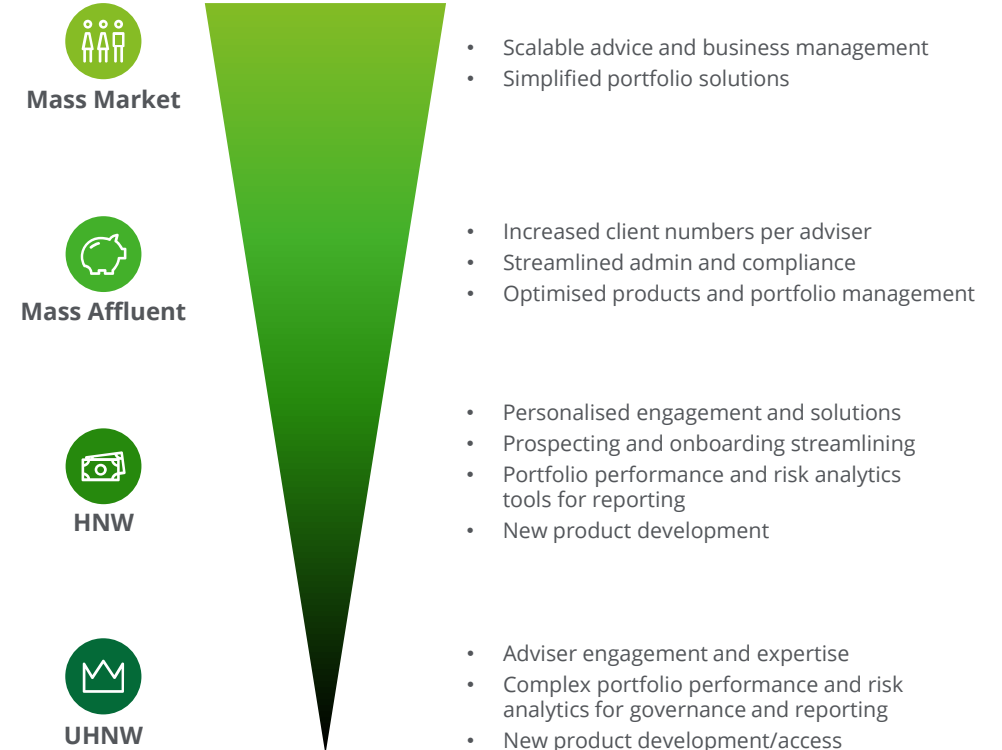 Mass Market
• Scalable advice and business management
• Simplified portfolio solutions
Mass Affluent
• Increased client numbers per adviser
• Streamlined admin and compliance
• Optimised products and portfolio management
HNW
• Personalised engagement and solutions
• Prospecting and onboarding streamlining
• Portfolio performance and risk analytics
tools for reporting
• New product development
UHNW
• Adviser engagement and expertise
• Complex portfolio performance and risk
analytics for governance and reporting
• New product development/access